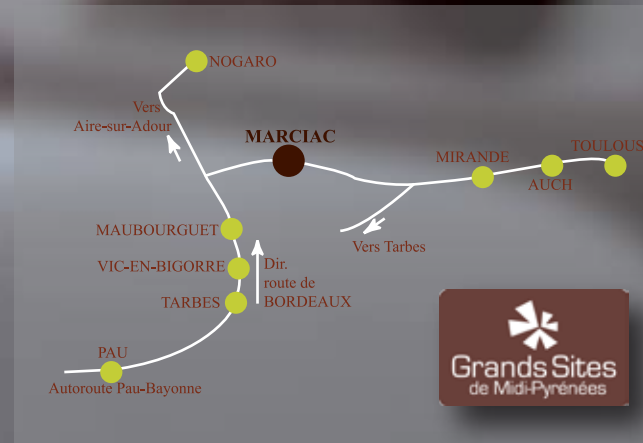 NOGARO
Vers
Aire-sur-Adour
MARCIAC
MIRANDE
TOULOUS
AUCH
MAUBOURGUET
Vers Tarbes
VIC-EN-BIGORRE
Dir.
route de
BORDEAUX
TARBES
PAU
Autoroute Pau-Bayonne
Grands Sites
de Midi-Pyrénées